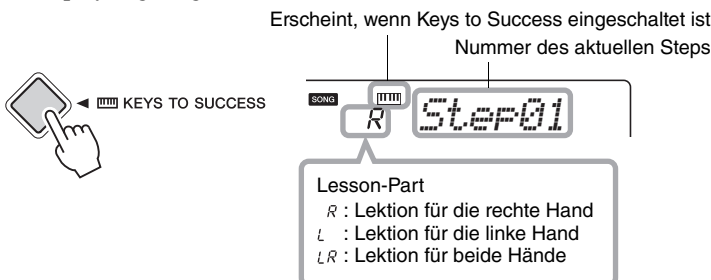 Erscheint, wenn Keys to Success eingeschaltet ist
Nummer des aktuellen Steps
KEYS TO SUCCESS
SONG
R
Step01
Lesson-Part
R : Lektion für die rechte Hand
L : Lektion für die linke Hand
LR : Lektion für beide Hände